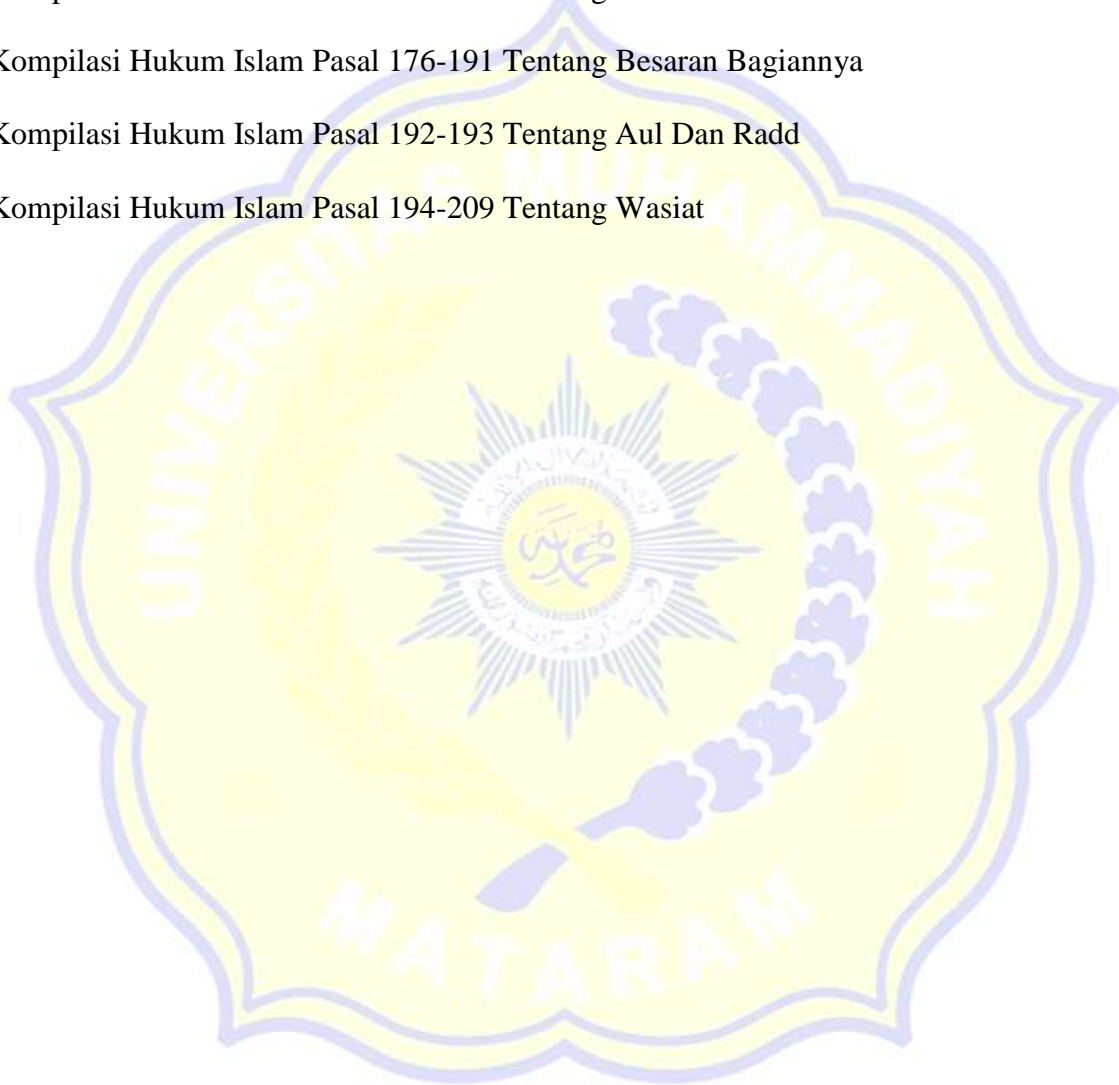 Kompilasi Hukum Islam Pasal 176-191 Tentang Besaran Bagiannya
Kompilasi Hukum Islam Pasal 192-193 Tentang Aul Dan Radd
Kompilasi Hukum Islam Pasal 194-209 Tentang Wasiat
UNIVERSITAS MUHAMMADIYAH
محمدية
MATARAM